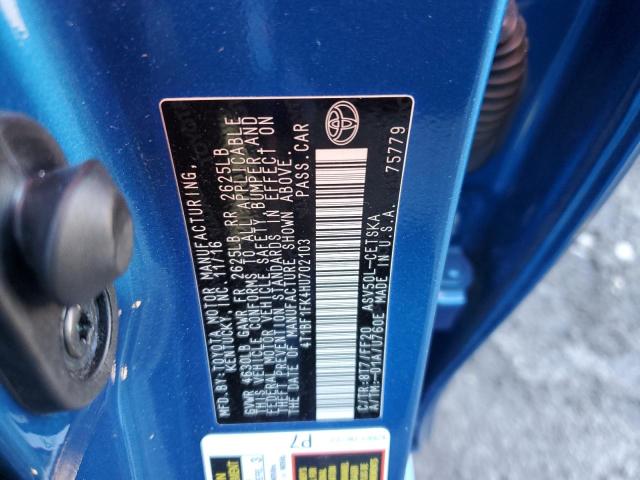 MFD.BY:TOYOTA MOTOR MANUFACTURING,
KENTUCKY, INC. 11/16
GVWR 4630LB GAWR FR 2625LB RR 2625LB
THIS VEHICLE CONFORMS TO ALL APPLICABLE
FEDERAL MOTOR VEHICLE SAFETY, BUMPER AND
THEFT PREVENTION STANDARDS IN EFFECT ON
THE DATE OF MANUFACTURE SHOWN ABOVE.
4T1BF1FK4HU702103 PASS.CAR
C/TR:8T7/FF20 ASV50L-CETSKA
A/TM:-01A/U760E MADE IN U.S.A. 75779
P7